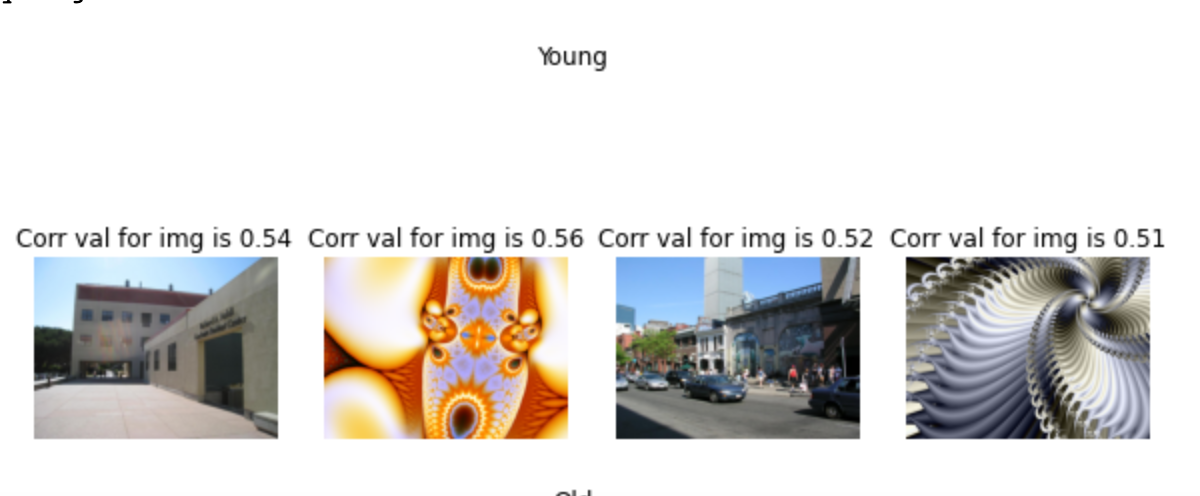 Young
Corr val for img is 0.54
Corr val for img is 0.56
Corr val for img is 0.52
Corr val for img is 0.51